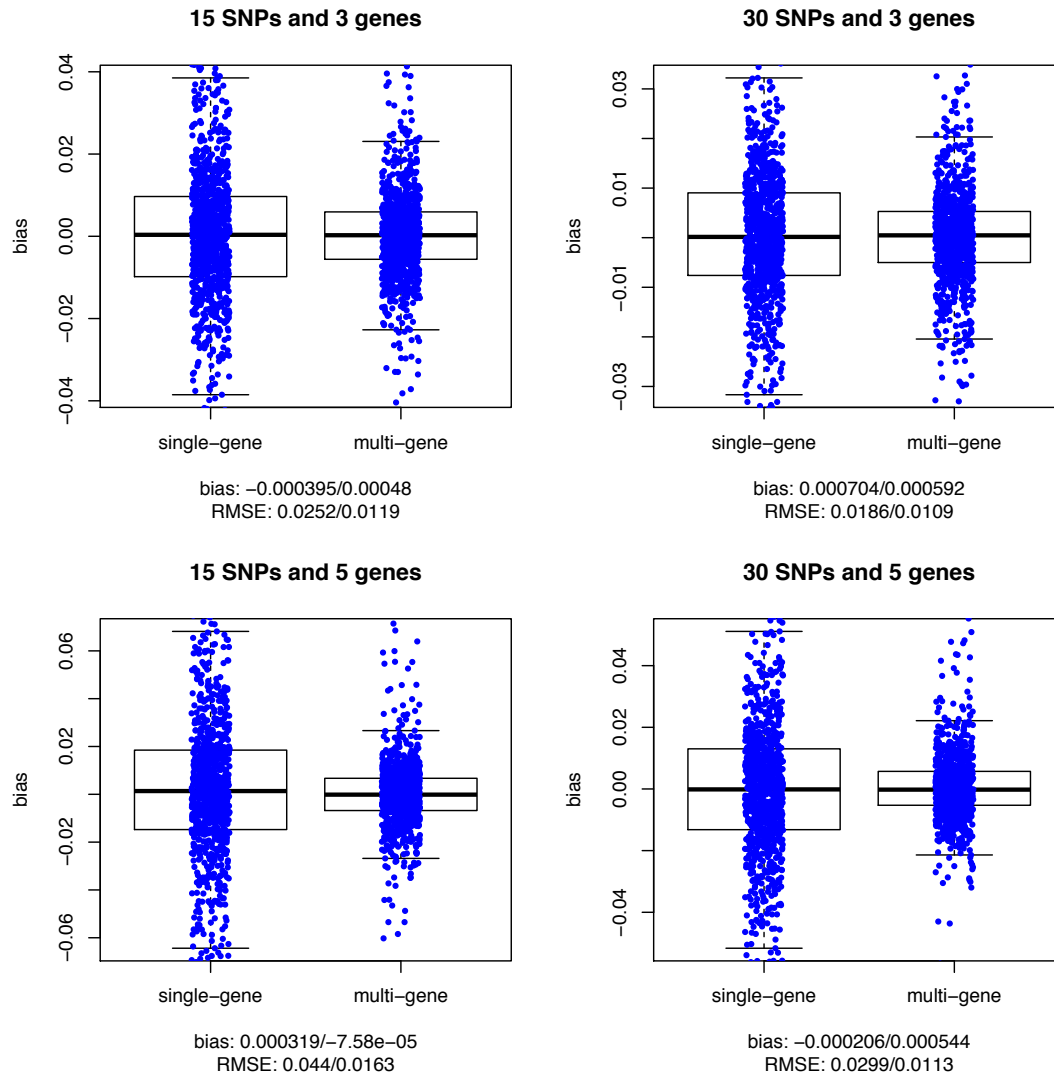 15 SNPs and 3 genes
bias
0.04
0.02
0.00
−0.02
−0.04
single−gene
multi−gene
bias: −0.000395/0.00048
RMSE: 0.0252/0.0119
30 SNPs and 3 genes
bias
0.03
0.01
−0.01
−0.03
single−gene
multi−gene
bias: 0.000704/0.000592
RMSE: 0.0186/0.0109
15 SNPs and 5 genes
bias
0.06
0.02
−0.02
−0.06
single−gene
multi−gene
bias: 0.000319/−7.58e−05
RMSE: 0.044/0.0163
30 SNPs and 5 genes
bias
0.04
0.02
0.00
−0.04
single−gene
multi−gene
bias: −0.000206/0.000544
RMSE: 0.0299/0.0113